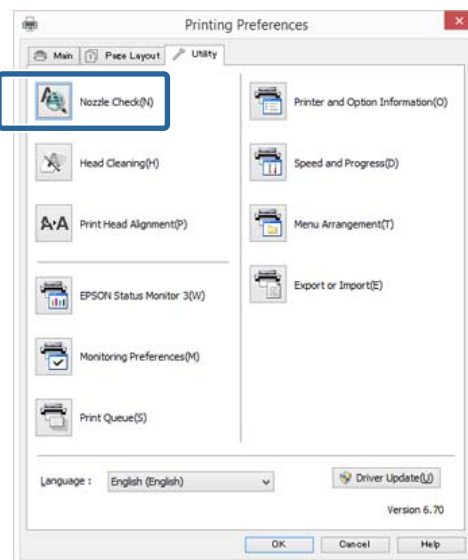 Printing Preferences
Main
Page Layout
Utility
Nozzle Check(N)
Head Cleaning(H)
Print Head Alignment(P)
EPSON Status Monitor 3(W)
Monitoring Preferences(M)
Print Queue(S)
Printer and Option Information(O)
Speed and Progress(D)
Menu Arrangement(T)
Export or Import(E)
Language : English (English)
Driver Update(U)
Version 6.70
OK Cancel Help